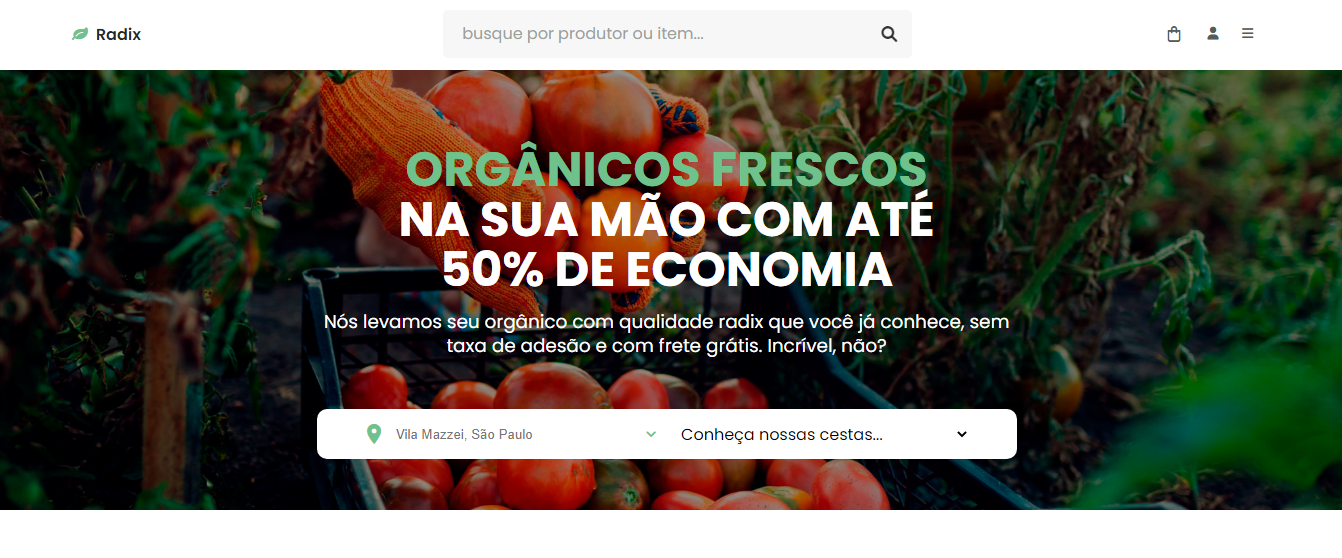 Radix
busque por produtor ou item...
ORGÂNICOS FRESCOS
NA SUA MÃO COM ATÉ
50% DE ECONOMIA
Nós levamos seu orgânico com qualidade radix que você já conhece, sem
taxa de adesão e com frete grátis. Incrível, não?
Vila Mazzei, São Paulo
Conheça nossas cestas...